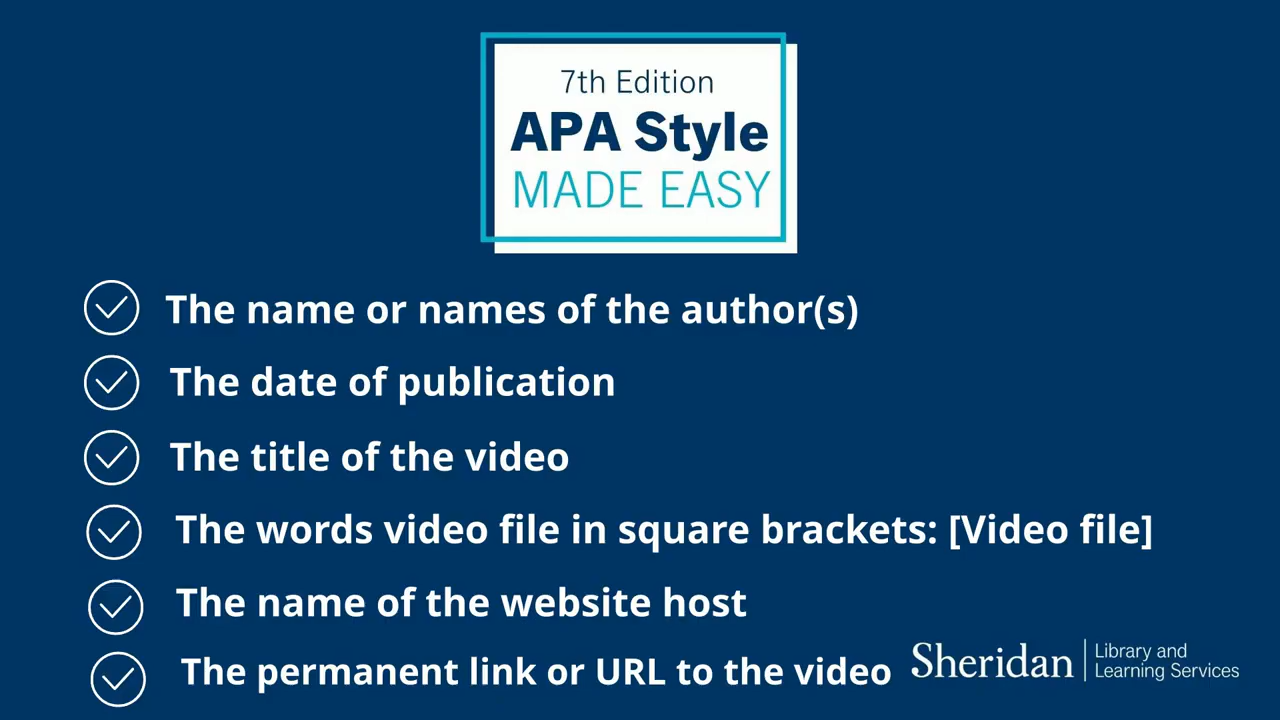 7th Edition
APA Style
MADE EASY
The name or names of the author(s)
The date of publication
The title of the video
The words video file in square brackets: [Video file]
The name of the website host
The permanent link or URL to the video
Sheridan
Library and
Learning Services